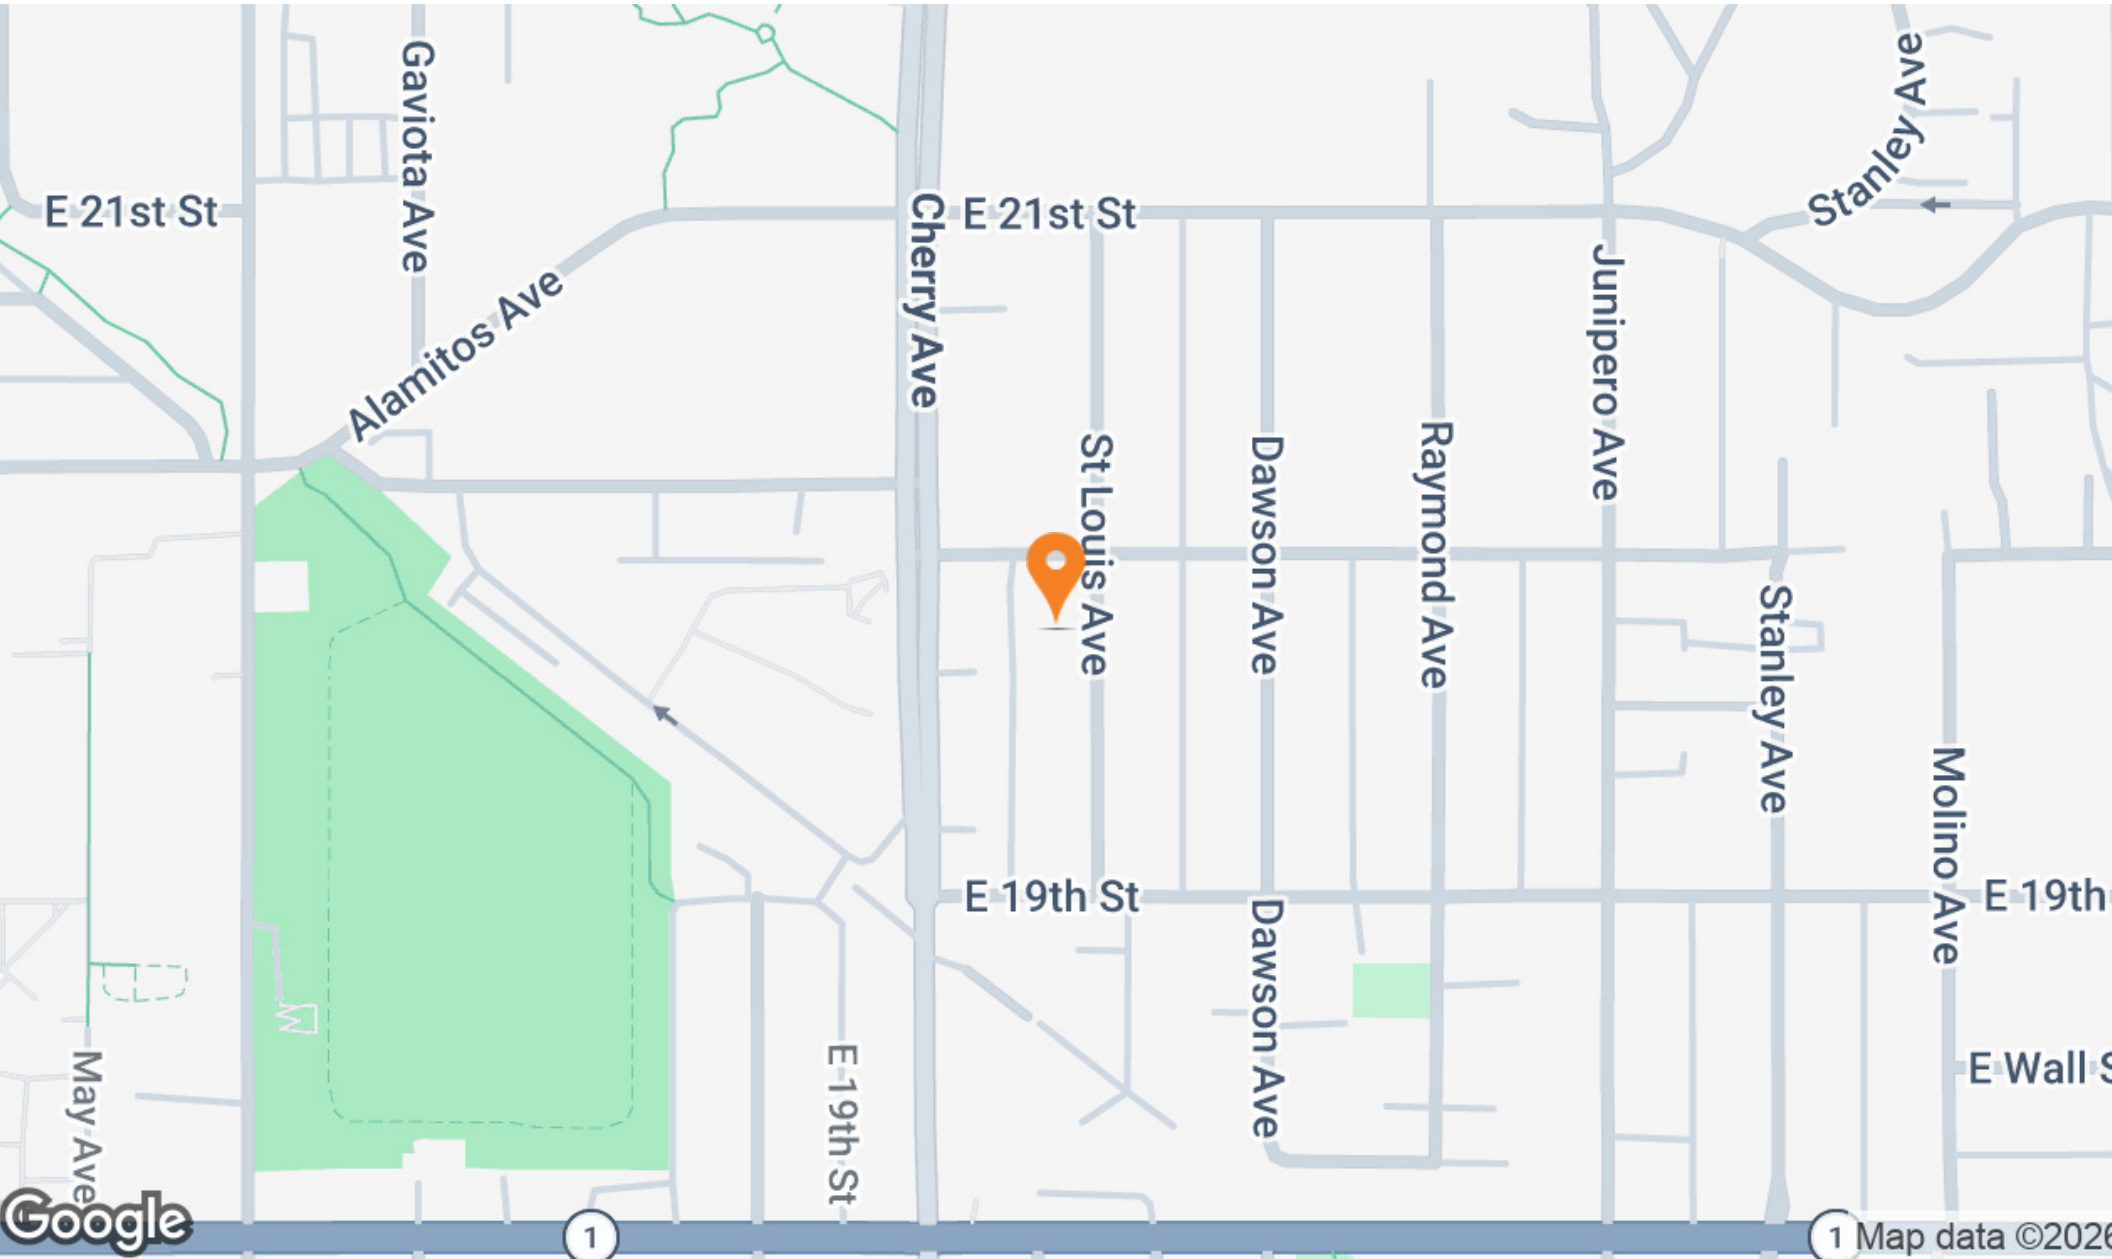 Gaviota Ave
Stanley Ave
E 21st St
Cherry Ave
E 21st St
Alamitos Ave
Junipero Ave
St Louis Ave
Dawson Ave
Raymond Ave
Stanley Ave
Molino Ave
E 19th St
E 19th
Dawson Ave
May Ave
E 19th St
E Wall S
Google
1
1
Map data ©2026